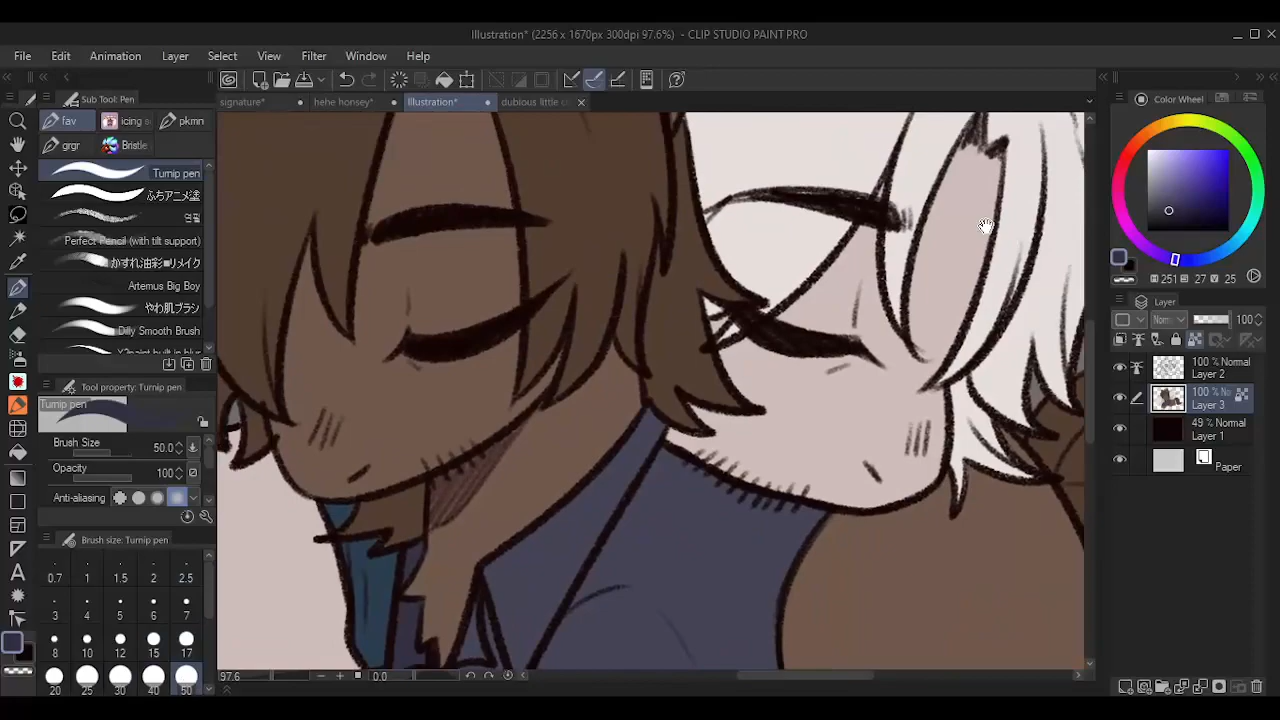 Illustration* (2256 x 1670px 300dpi 97.6%) - CLIP STUDIO PAINT PRO
File Edit Animation Layer Select View Filter Window Help
Sub Tool: Pen
signature* hehe honsey* Illustration* dubious little c
Color Wheel
fav icing s pkmn
grgr Bristle
Turnip pen
ふちアニメ塗
연필
Perfect Pencil (with tilt support)
かすれ油彩■リメイク
Artemus Big Boy
やわ肌ブラシ
Dilly Smooth Brush
H 251 S 27 V 25
Layer
Norm 100
100 % Normal
Layer 2
100 % No
Layer 3
49 % Normal
Layer 1
Paper
Tool property: Turnip pen
Turnip pen
Brush Size 50.0
Opacity 100
Anti-aliasing
Brush size: Turnip pen
0.7 1 1.5 2 2.5
3 4 5 6 7
8 10 12 15 17
20 25 30 40 50
97.6 0.0